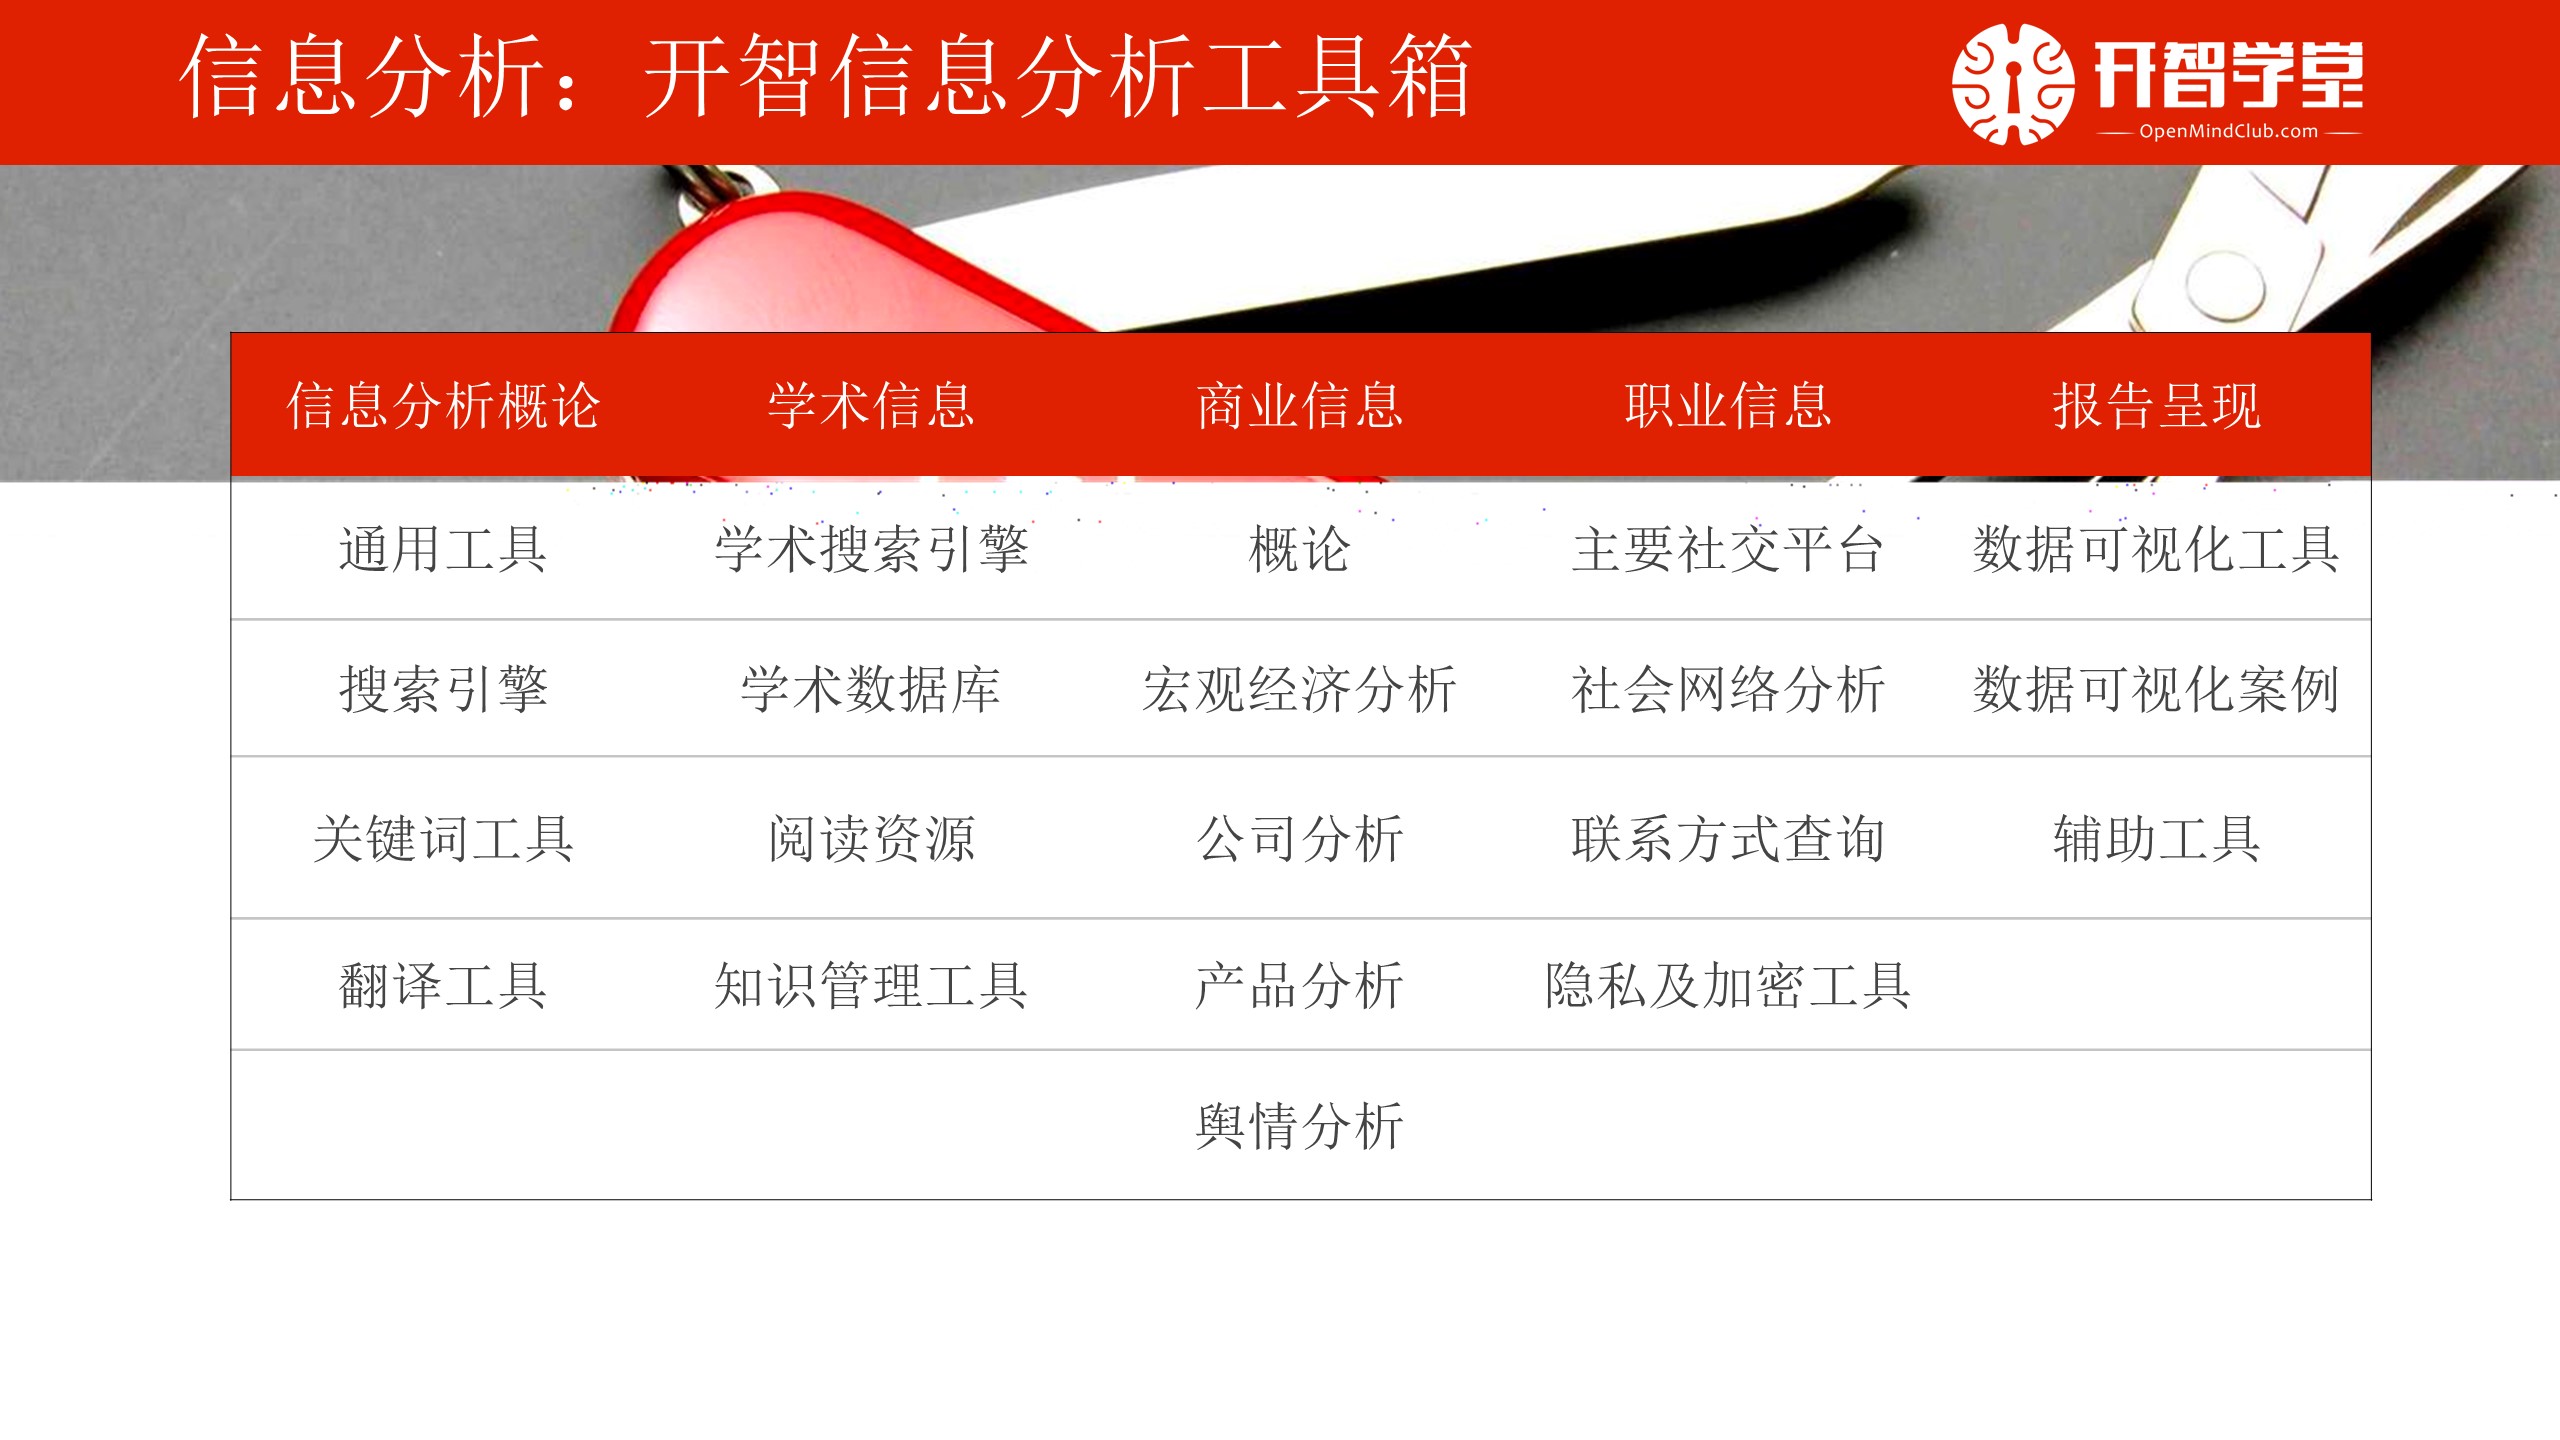 信息分析：开智信息分析工具箱
开智学堂
OpenMindClub.com
信息分析概论 学术信息 商业信息 职业信息 报告呈现
通用工具 学术搜索引擎 概论 主要社交平台 数据可视化工具
搜索引擎 学术数据库 宏观经济分析 社会网络分析 数据可视化案例
关键词工具 阅读资源 公司分析 联系方式查询 辅助工具
翻译工具 知识管理工具 产品分析 隐私及加密工具
舆情分析